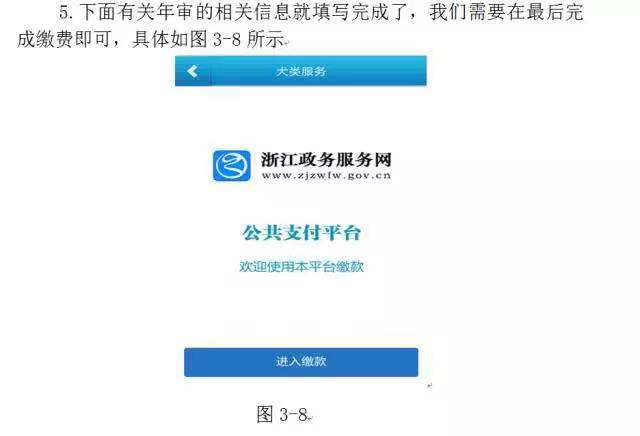 5.下面有关年审的相关信息就填写完成了，我们需要在最后完
成缴费即可，具体如图 3-8 所示
犬类服务
浙江政务服务网
www.zjzwfw.gov.cn
公共支付平台
欢迎使用本平台缴款
进入缴款
图 3-8